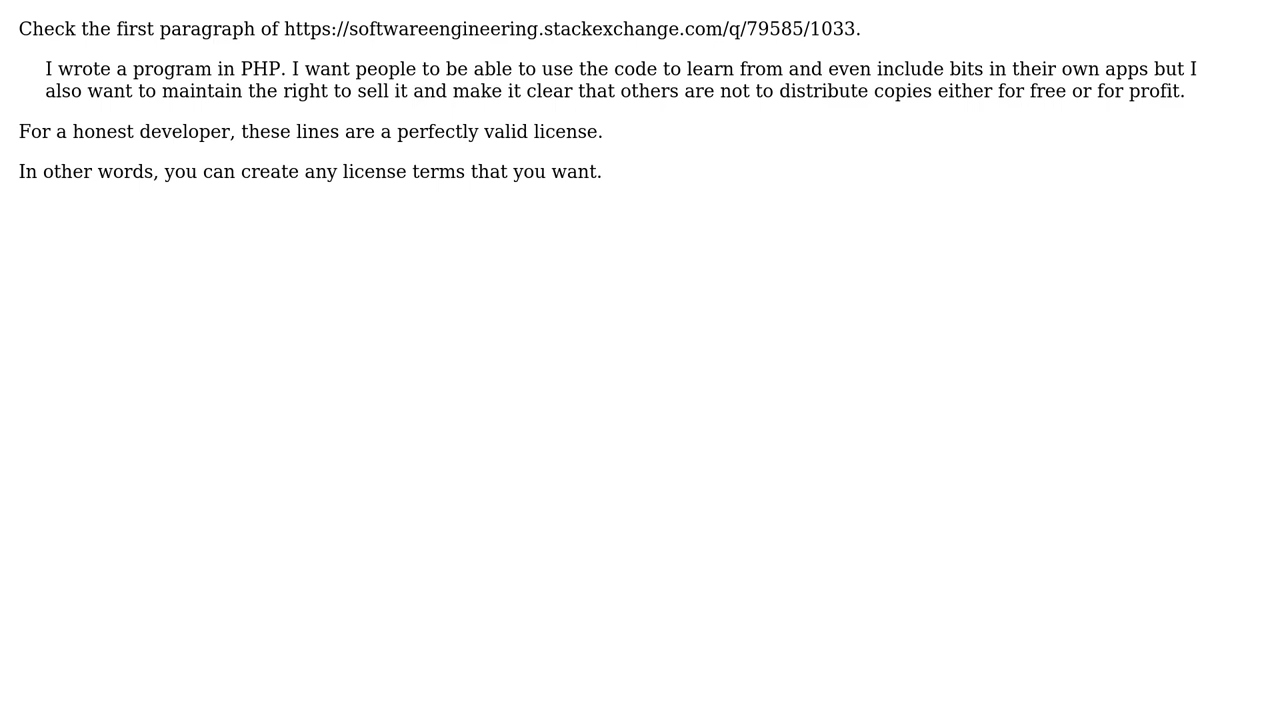 Check the first paragraph of https://softwareengineering.stackexchange.com/q/79585/1033.
I wrote a program in PHP. I want people to be able to use the code to learn from and even include bits in their own apps but I
also want to maintain the right to sell it and make it clear that others are not to distribute copies either for free or for profit.
For a honest developer, these lines are a perfectly valid license.
In other words, you can create any license terms that you want.